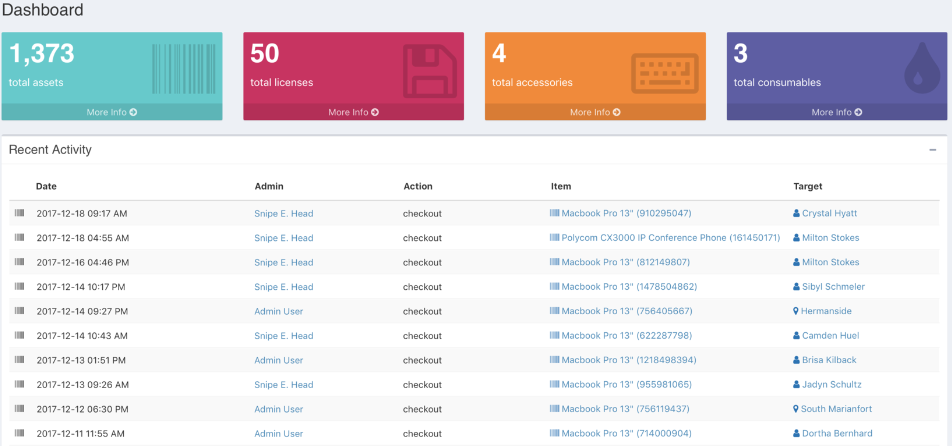 Dashboard
1,373 50 4 3
total assets total licenses total accessories total consumables
More Info More Info More Info More Info
Recent Activity
Date Admin Action Item Target
2017-12-18 09:17 AM Snipe E. Head checkout Macbook Pro 13" (910295047) Crystal Hyatt
2017-12-18 04:55 AM Snipe E. Head checkout Polycom CX3000 IP Conference Phone (161450171) Milton Stokes
2017-12-16 04:46 PM Snipe E. Head checkout Macbook Pro 13" (812149807) Milton Stokes
2017-12-14 10:17 PM Snipe E. Head checkout Macbook Pro 13" (1478504862) Sibyl Schmeler
2017-12-14 09:27 PM Admin User checkout Macbook Pro 13" (756405667) Hermanside
2017-12-14 10:43 AM Snipe E. Head checkout Macbook Pro 13" (622287798) Camden Huel
2017-12-13 01:51 PM Admin User checkout Macbook Pro 13" (1218498394) Brisa Kilback
2017-12-13 09:26 AM Snipe E. Head checkout Macbook Pro 13" (955981065) Jadyn Schultz
2017-12-12 06:30 PM Admin User checkout Macbook Pro 13" (756119437) South Marianfort
2017-12-11 11:55 AM Admin User checkout Macbook Pro 13" (714000904) Dortha Bernhard